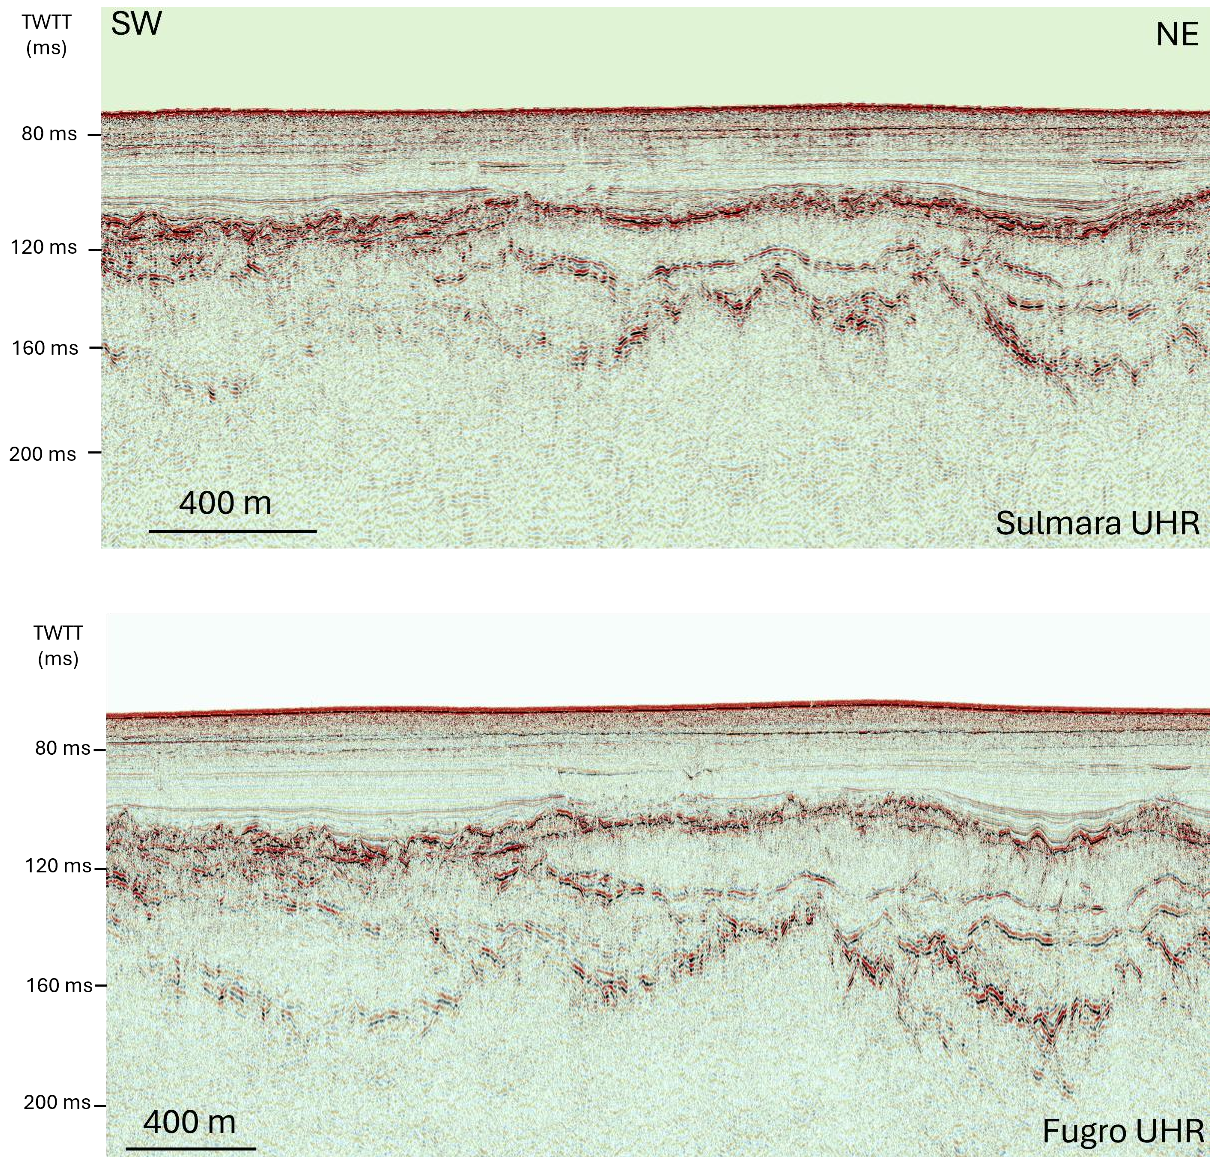 TWTT
(ms)
SW
NE
80 ms
120 ms
160 ms
200 ms
400 m
Sulmara UHR
TWTT
(ms)
80 ms
120 ms
160 ms
200 ms
400 m
Fugro UHR